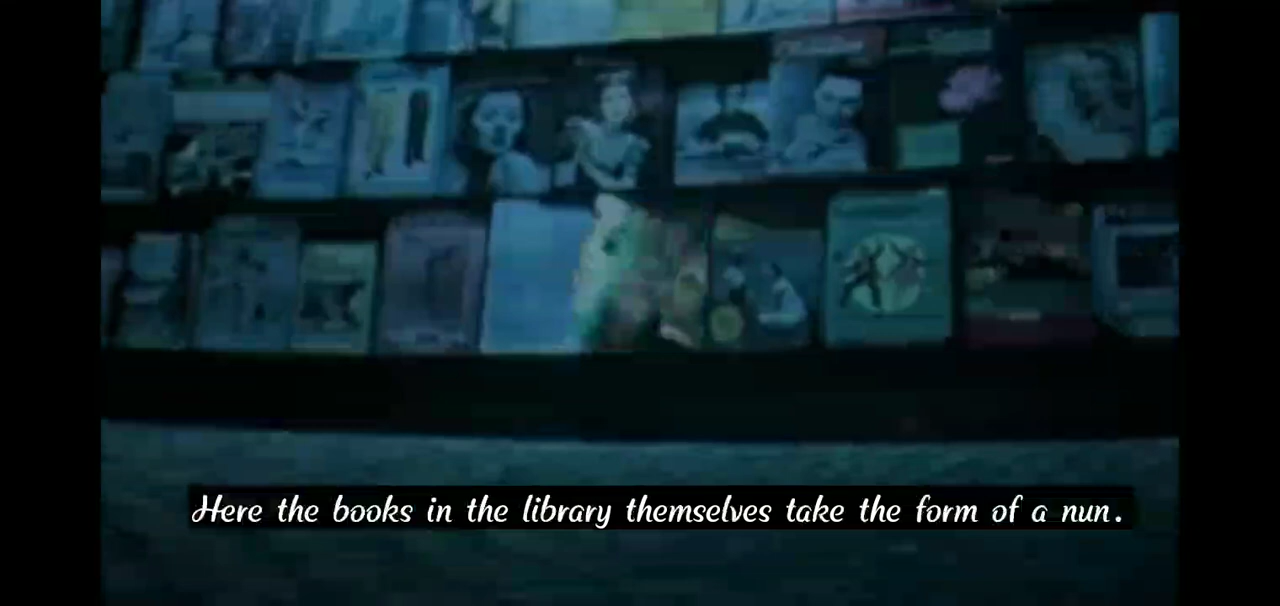 Here the books in the library themselves take the form of a nun.